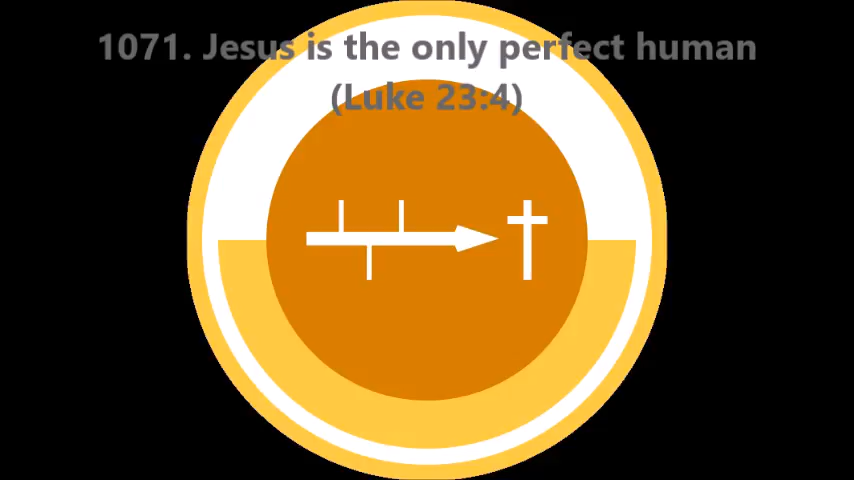 1071. Jesus is the only perfect human
(Luke 23:4)